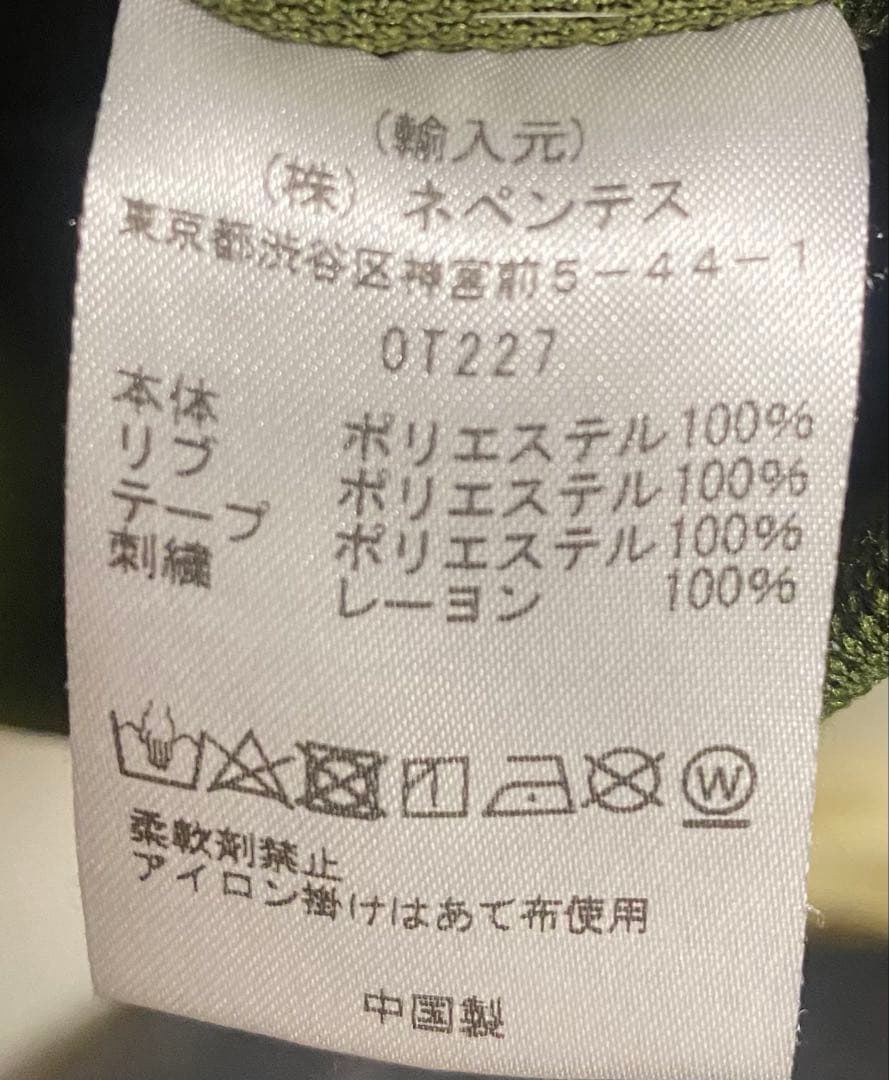 (輸入元)
(株) ネペンテス
東京都渋谷区神宮前5-44-1
OT227
本体 ポリエステル100%
リブ ポリエステル100%
テープ ポリエステル100%
刺繍 レーヨン 100%
W
柔軟剤禁止
アイロン掛けはあて布使用
中国製